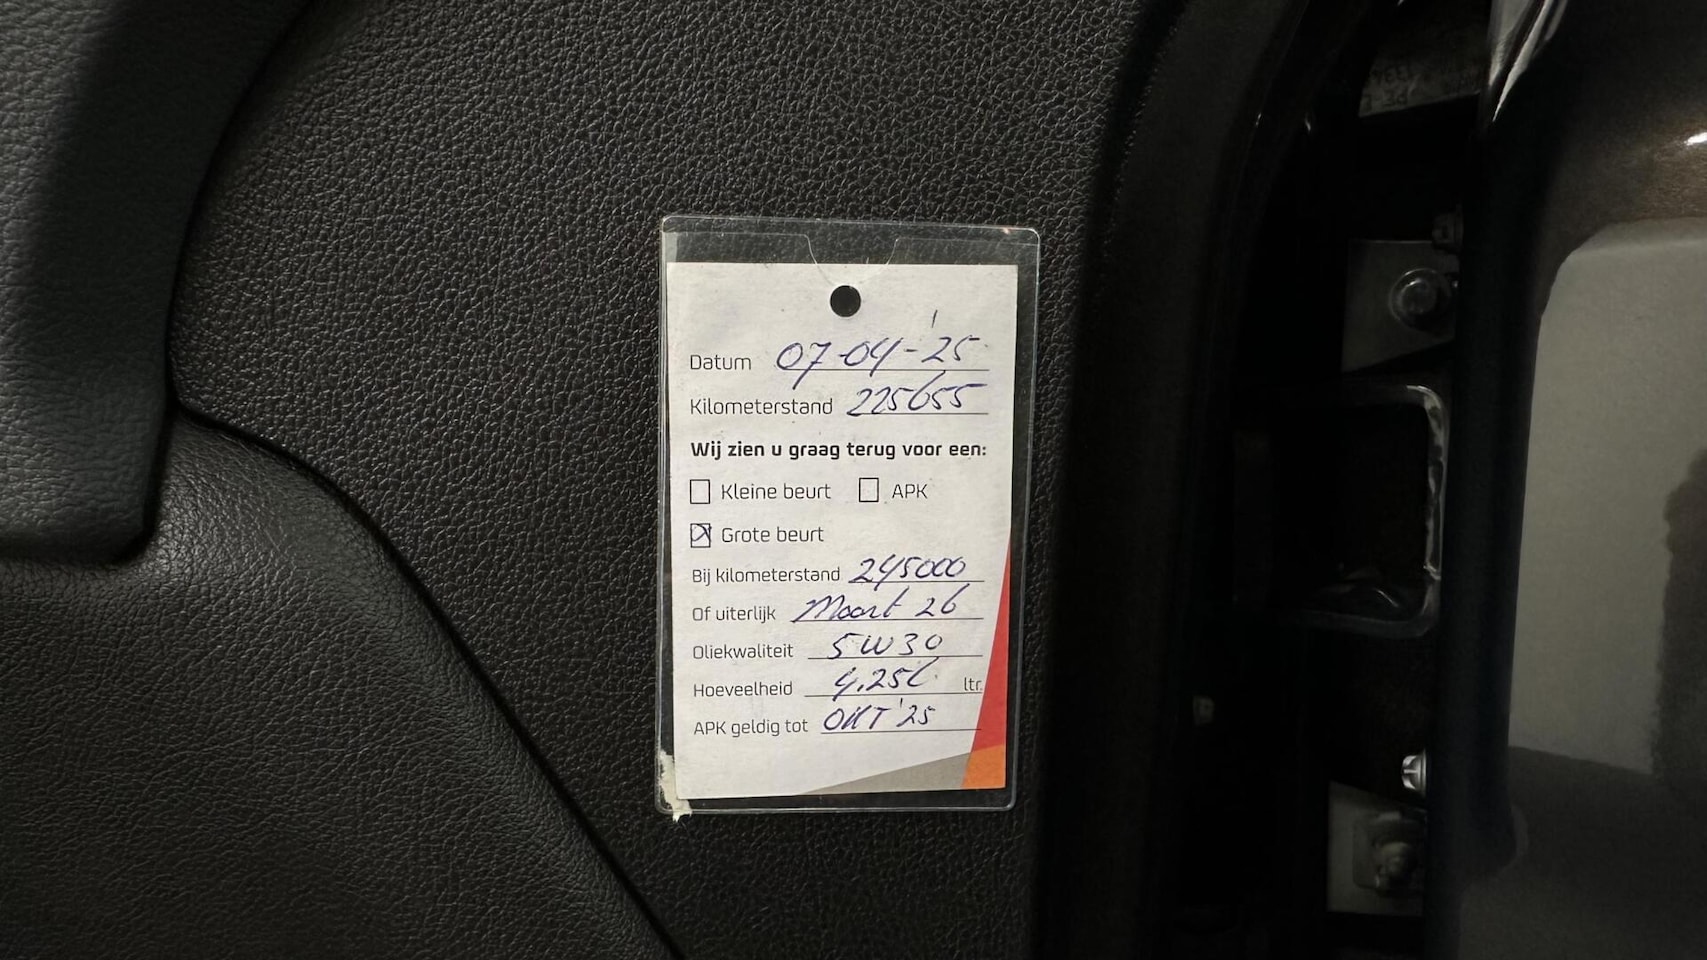 Datum 07-04-'25
Kilometerstand 225655
Wij zien u graag terug voor een:
Kleine beurt APK
Grote beurt
Bij kilometerstand 245000
Of uiterlijk Maart 26
Oliekwaliteit 5W30
Hoeveelheid 4,25L ltr.
APK geldig tot OKT '25